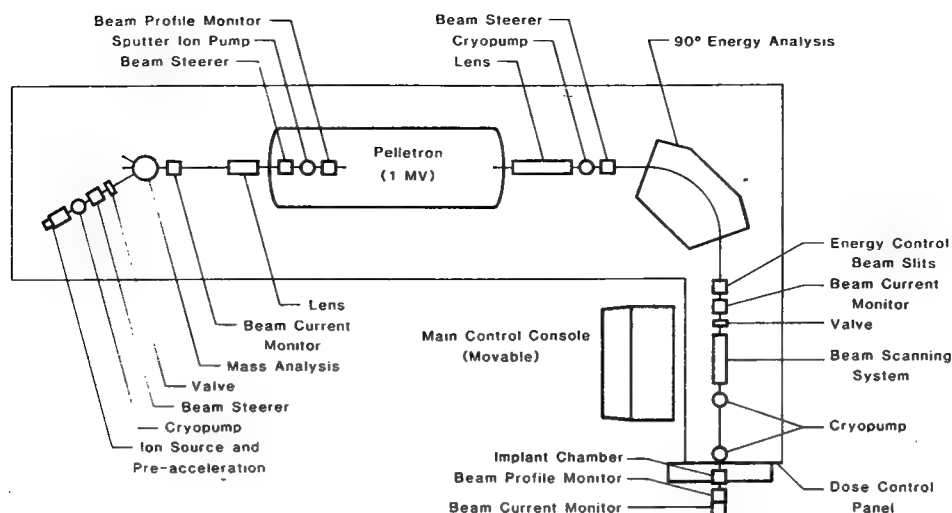 Beam Profile Monitor
Sputter Ion Pump
Beam Steerer
Beam Steerer
Cryopump
Lens
90° Energy Analysis
Pelletron
(1 MV)
Energy Control
Beam Slits
Beam Current
Monitor
Valve
Beam Scanning
System
Cryopump
Dose Control
Panel
Main Control Console
(Movable)
Lens
Beam Current
Monitor
Mass Analysis
Valve
Beam Steerer
Cryopump
Ion Source and
Pre-acceleration
Implant Chamber
Beam Profile Monitor
Beam Current Monitor